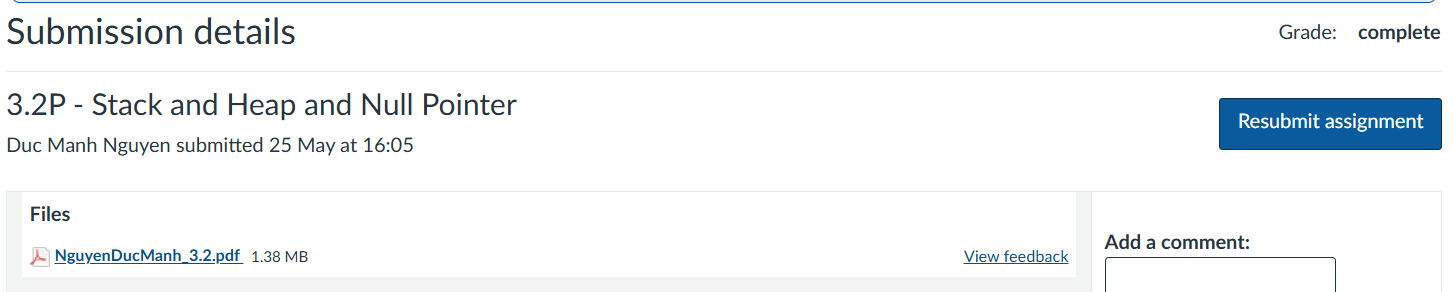 Submission details
Grade: complete
3.2P - Stack and Heap and Null Pointer
Resubmit assignment
Duc Manh Nguyen submitted 25 May at 16:05
Files
NguyenDucManh_3.2.pdf 1.38 MB
View feedback
Add a comment: